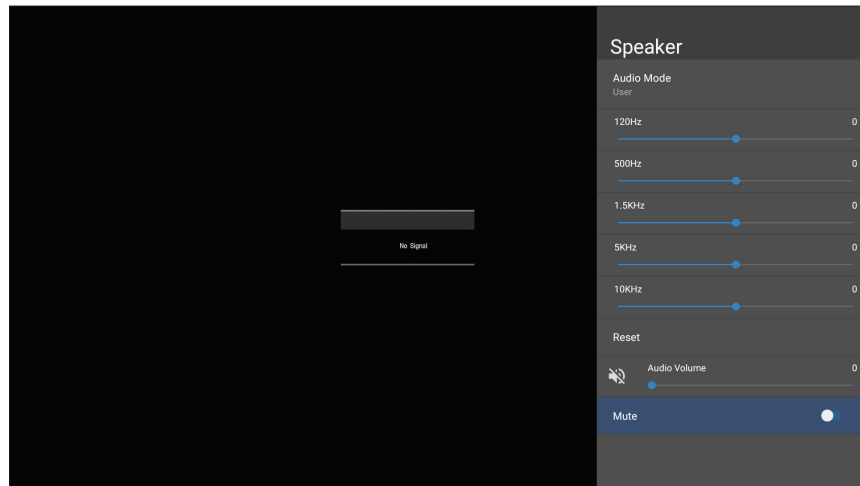 Speaker
Audio Mode
User
120Hz 0
500Hz 0
1.5KHz 0
5KHz 0
10KHz 0
Reset
Audio Volume 0
Mute
No Signal